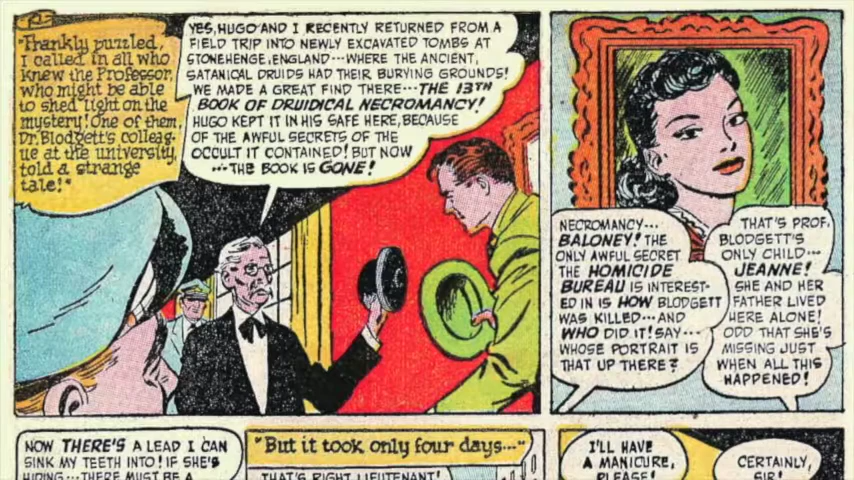 "Frankly puzzled,
I called in all who
knew the Professor,
who might be able
to shed light on the
mystery! One of them,
Dr. Blodgett's colleag-
ue at the university,
told a strange
tale!"
YES, HUGO AND I RECENTLY RETURNED FROM A
FIELD TRIP INTO NEWLY EXCAVATED TOMBS AT
STONEHENGE, ENGLAND---WHERE THE ANCIENT,
SATANICAL DRUIDS HAD THEIR BURYING GROUNDS!
WE MADE A GREAT FIND THERE---THE 13TH
BOOK OF DRUIDICAL NECROMANCY!
HUGO KEPT IT IN HIS SAFE HERE, BECAUSE
OF THE AWFUL SECRETS OF THE
OCCULT IT CONTAINED! BUT NOW
---THE BOOK IS GONE!
NECROMANCY---
BALONEY! THE
ONLY AWFUL SECRET
THE HOMICIDE
BUREAU IS INTEREST-
ED IN IS HOW BLODGETT
WAS KILLED---AND
WHO DID IT! SAY---
WHOSE PORTRAIT IS
THAT UP THERE?
THAT'S PROF.
BLODGETT'S
ONLY CHILD---
JEANNE!
SHE AND HER
FATHER LIVED
HERE ALONE!
ODD THAT SHE'S
MISSING JUST
WHEN ALL THIS
HAPPENED!
NOW THERE'S A LEAD I CAN
SINK MY TEETH INTO! IF SHE'S
HIDING---THERE MUST BE A
"But it took only four days---"
THAT'S RIGHT LIEUTENANT!
I'LL HAVE
A MANICURE,
PLEASE!
CERTAINLY,
SIR!